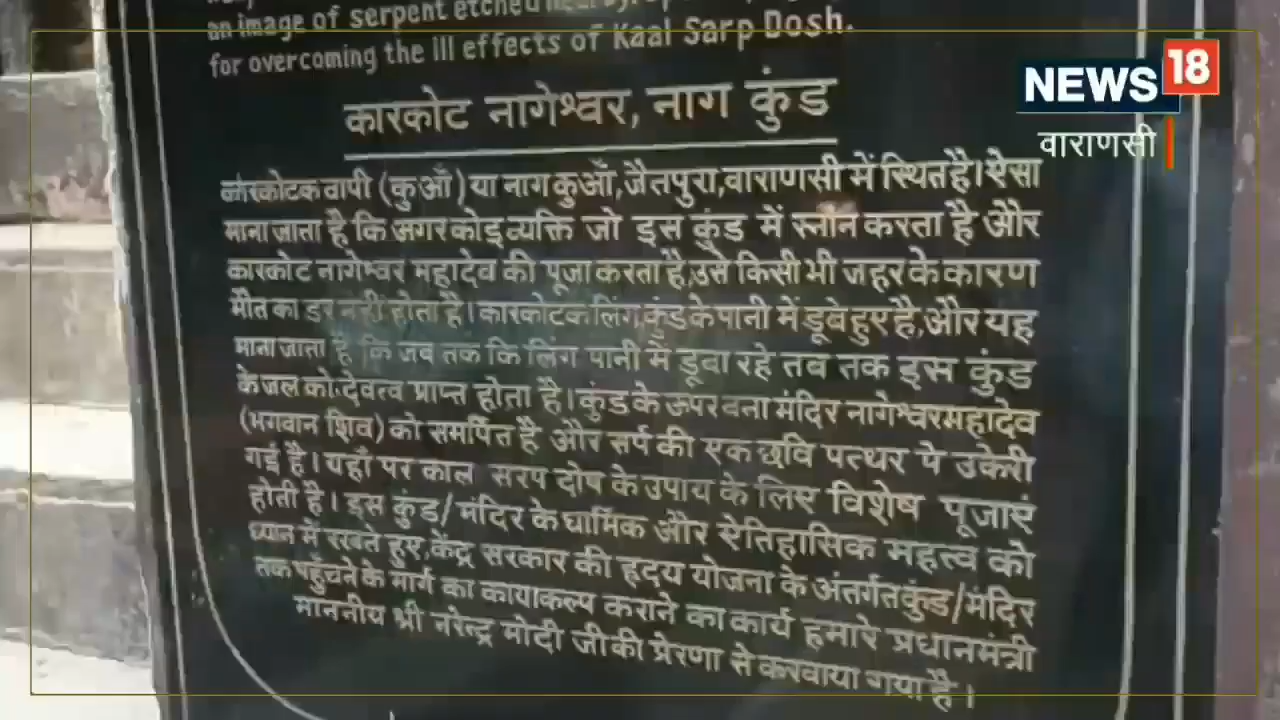 an image of serpent etched
for overcoming the ill effects of Kaal Sarp Dosh.
NEWS 18
वाराणसी
कारकोट नागेश्वर, नाग कुंड
कारकोटक वापी (कुआँ) या नाग कुआँ, जैतपुरा, वाराणसी में स्थित है। ऐसा
माना जाता है कि अगर कोइ व्यक्ति जो इस कुंड में स्नान करता है और
कारकोट नागेश्वर महादेव की पूजा करता है, उसे किसी भी जहर के कारण
मौत का डर नहीं होता है। कारकोटक लिंग, कुंड के पानी में डूबे हुए है, और यह
माना जाता है कि जब तक कि लिंग पानी में डूबा रहे तब तक इस कुंड
के जल को देवत्व प्राप्त होता है। कुंड के ऊपर बना मंदिर नागेश्वर महादेव
(भगवान शिव) को समर्पित है और सर्प की एक छवि पत्थर पे उकेरी
गई है। यहाँ पर काल सरप दोष के उपाय के लिए विशेष पूजाएं
होती है। इस कुंड/मंदिर के धार्मिक और ऐतिहासिक महत्व को
ध्यान में रखते हुए, केंद्र सरकार की हृदय योजना के अंतर्गत कुंड/मंदिर
तक पहुँचने के मार्ग का कायाकल्प कराने का कार्य हमारे प्रधानमंत्री
माननीय श्री नरेन्द्र मोदी जी की प्रेरणा से करवाया गया है।